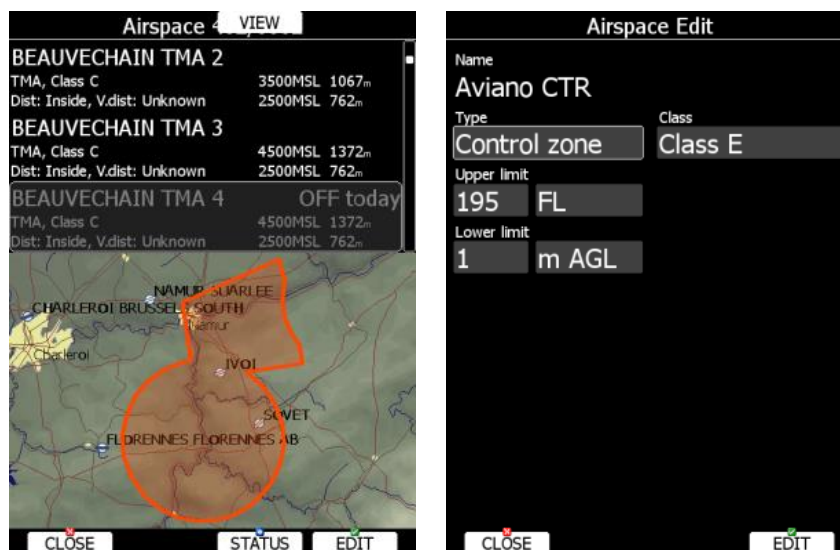 Airspace 4
VIEW
BEAUVECHAIN TMA 2
TMA, Class C 3500MSL 1067m
Dist: Inside, V.dist: Unknown 2500MSL 762m
BEAUVECHAIN TMA 3
TMA, Class C 4500MSL 1372m
Dist: Inside, V.dist: Unknown 2500MSL 762m
BEAUVECHAIN TMA 4 OFF today
TMA, Class C 4500MSL 1372m
Dist: Inside, V.dist: Unknown 2500MSL 762m
NAMUR SUARLEE
CHARLEROI BRUSSELS SOUTH
Namur
Charleroi
IVOI
SOVET
FLORENNES FLORENNES AB
CLOSE STATUS EDIT
Airspace Edit
Name
Aviano CTR
Type Class
Control zone Class E
Upper limit
195 FL
Lower limit
1 m AGL
CLOSE EDIT